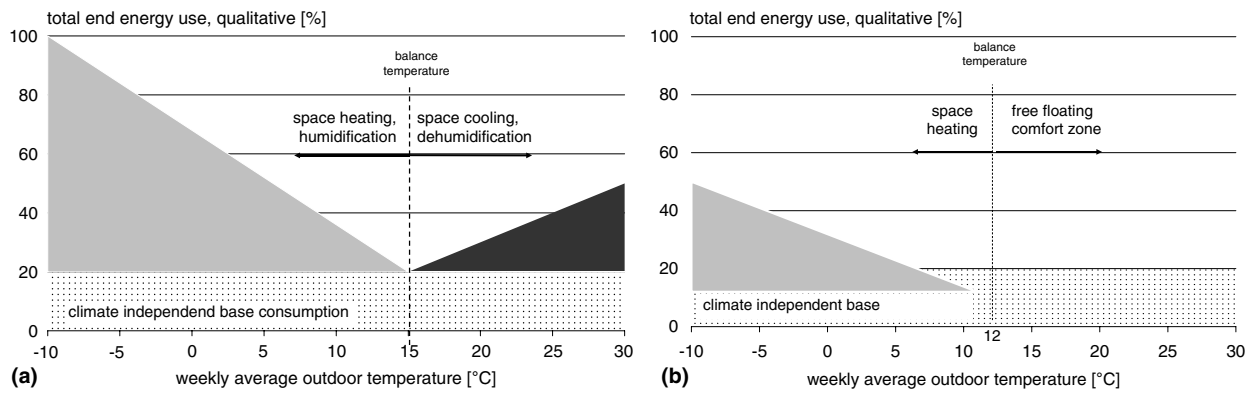 total end energy use, qualitative [%]
100
80
60
40
20
0
balance
temperature
space heating,
humidification
space cooling,
dehumidification
climate independend base consumption
-10 -5 0 5 10 15 20 25 30
(a) weekly average outdoor temperature [°C]
total end energy use, qualitative [%]
100
80
60
40
20
0
balance
temperature
space
heating
free floating
comfort zone
climate independent base
12
-10 -5 0 5 10 15 20 25 30
(b) weekly average outdoor temperature [°C]